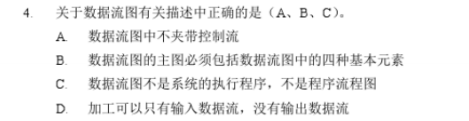 4. 关于数据流图有关描述中正确的是（A、B、C）。
A. 数据流图中不夹带控制流
B. 数据流图的主图必须包括数据流图中的四种基本元素
C. 数据流图不是系统的执行程序，不是程序流程图
D. 加工可以只有输入数据流，没有输出数据流